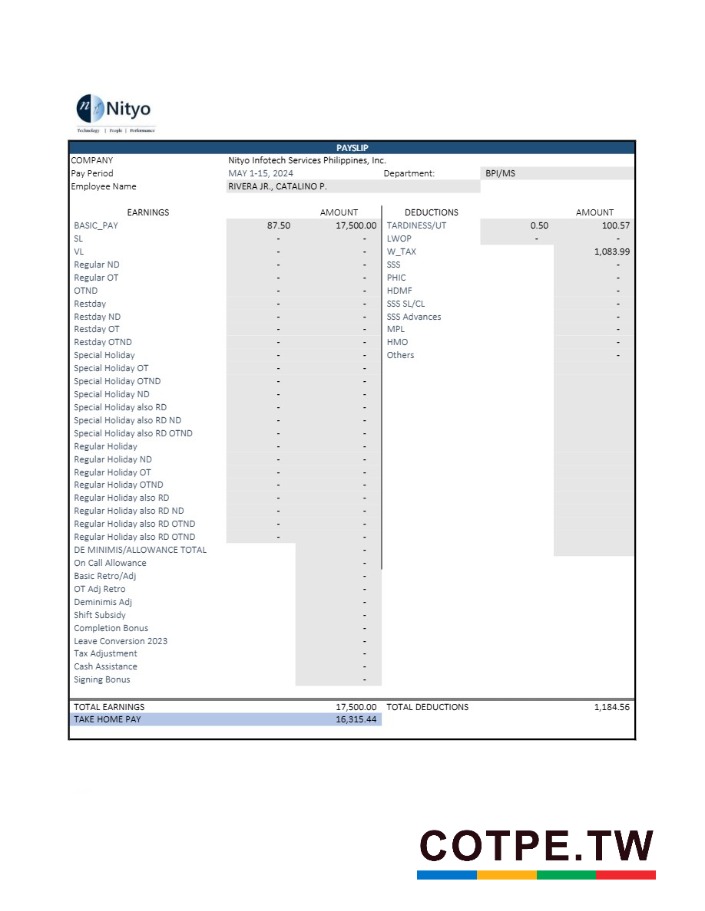 Nityo
Technology | People | Performance
PAYSLIP
COMPANY Nityo Infotech Services Philippines, Inc.
Pay Period MAY 1-15, 2024 Department: BPI/MS
Employee Name RIVERA JR., CATALINO P.
EARNINGS AMOUNT DEDUCTIONS AMOUNT
BASIC_PAY 87.50 17,500.00 TARDINESS/UT 0.50 100.57
SL - - LWOP - -
VL - - W_TAX 1,083.99
Regular ND - - SSS -
Regular OT - - PHIC -
OTND - - HDMF -
Restday - - SSS SL/CL -
Restday ND - - SSS Advances -
Restday OT - - MPL -
Restday OTND - - HMO -
Special Holiday - - Others -
Special Holiday OT - -
Special Holiday OTND - -
Special Holiday ND - -
Special Holiday also RD - -
Special Holiday also RD ND - -
Special Holiday also RD OTND - -
Regular Holiday - -
Regular Holiday ND - -
Regular Holiday OT - -
Regular Holiday OTND - -
Regular Holiday also RD - -
Regular Holiday also RD ND - -
Regular Holiday also RD OTND - -
Regular Holiday also RD OTND - -
DE MINIMIS/ALLOWANCE TOTAL -
On Call Allowance -
Basic Retro/Adj -
OT Adj Retro -
Deminimis Adj -
Shift Subsidy -
Completion Bonus -
Leave Conversion 2023 -
Tax Adjustment -
Cash Assistance -
Signing Bonus -
TOTAL EARNINGS 17,500.00 TOTAL DEDUCTIONS 1,184.56
TAKE HOME PAY 16,315.44
COTPE.TW